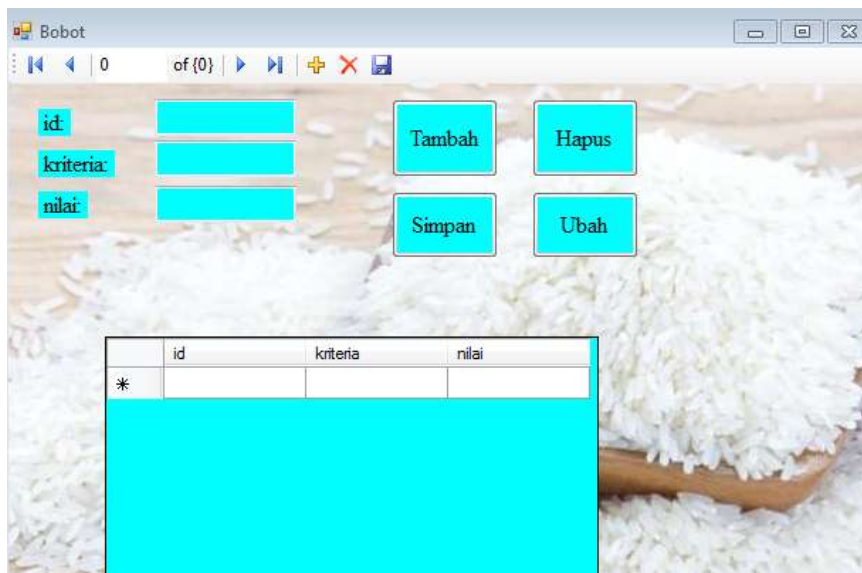 Bobot
0 of {0}
id:
kriteria:
nilai:
Tambah Hapus
Simpan Ubah
id kriteria nilai